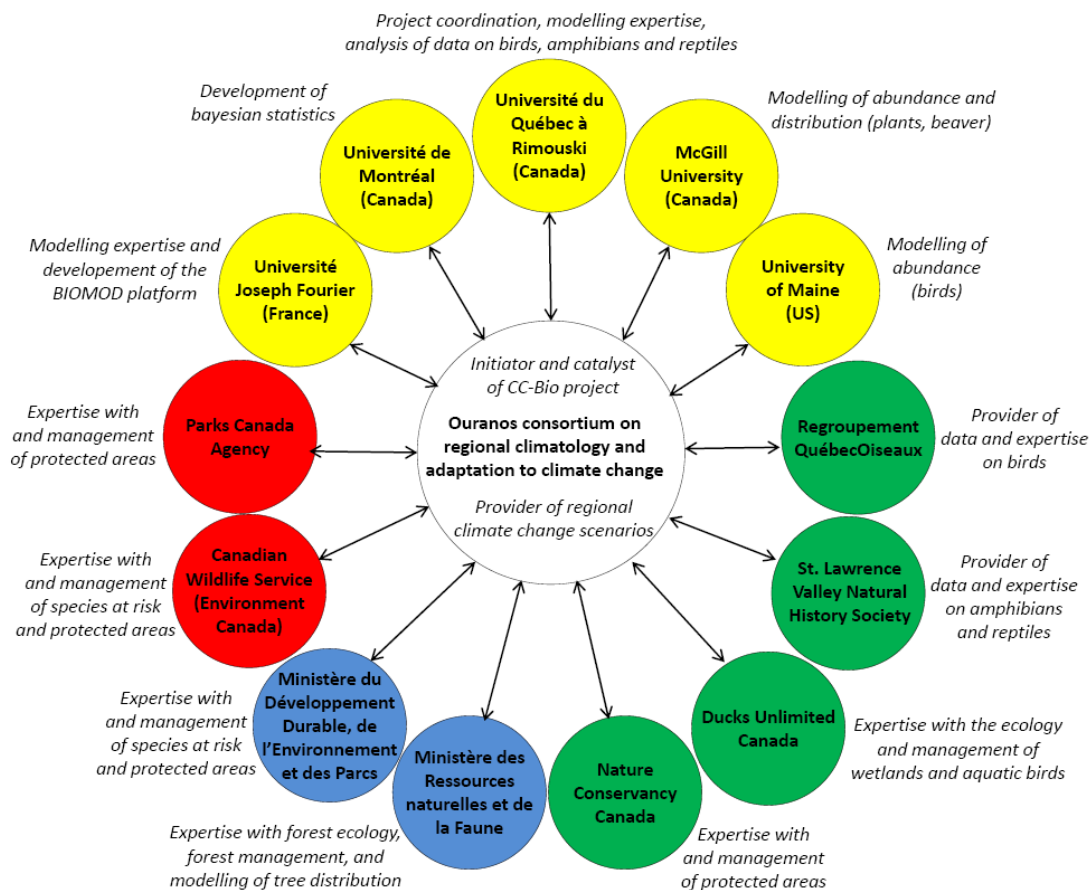 Project coordination, modelling expertise,
analysis of data on birds, amphibians and reptiles
Université du
Québec à
Rimouski
(Canada)
Development of
bayesian statistics
Université de
Montréal
(Canada)
Modelling of abundance and
distribution (plants, beaver)
McGill
University
(Canada)
Modelling expertise and
developement of the
BIOMOD platform
Université
Joseph Fourier
(France)
Modelling of
abundance
(birds)
University
of Maine
(US)
Initiator and catalyst
of CC-Bio project
Ouranos consortium on
regional climatology and
adaptation to climate change
Provider of regional
climate change scenarios
Expertise with
and management
of protected areas
Parks Canada
Agency
Regroupement
QuébecOiseaux
Provider of
data and expertise
on birds
Expertise with
and management
of species at risk
and protected areas
Canadian
Wildlife Service
(Environment
Canada)
St. Lawrence
Valley Natural
History Society
Provider of
data and expertise
on amphibians
and reptiles
Expertise with
and management
of species at risk
and protected areas
Ministère du
Développement
Durable, de
l'Environnement
et des Parcs
Ducks Unlimited
Canada
Expertise with the ecology
and management of
wetlands and aquatic birds
Ministère des
Ressources
naturelles et de
la Faune
Expertise with forest ecology,
forest management, and
modelling of tree distribution
Nature
Conservancy
Canada
Expertise with
and management
of protected areas